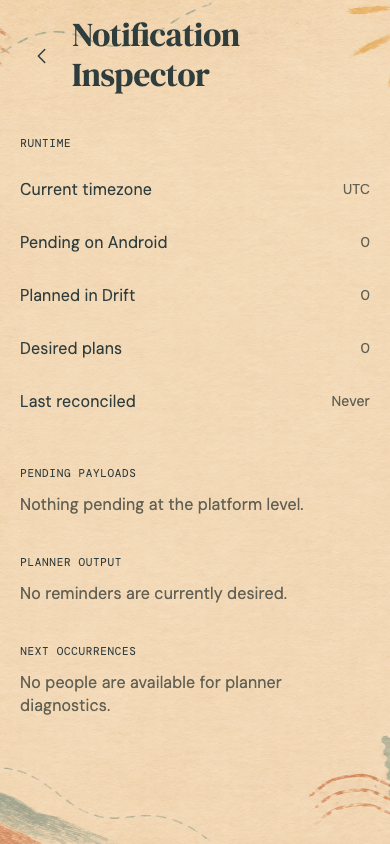 Notification
Inspector
RUNTIME
Current timezone UTC
Pending on Android 0
Planned in Drift 0
Desired plans 0
Last reconciled Never
PENDING PAYLOADS
Nothing pending at the platform level.
PLANNER OUTPUT
No reminders are currently desired.
NEXT OCCURRENCES
No people are available for planner
diagnostics.